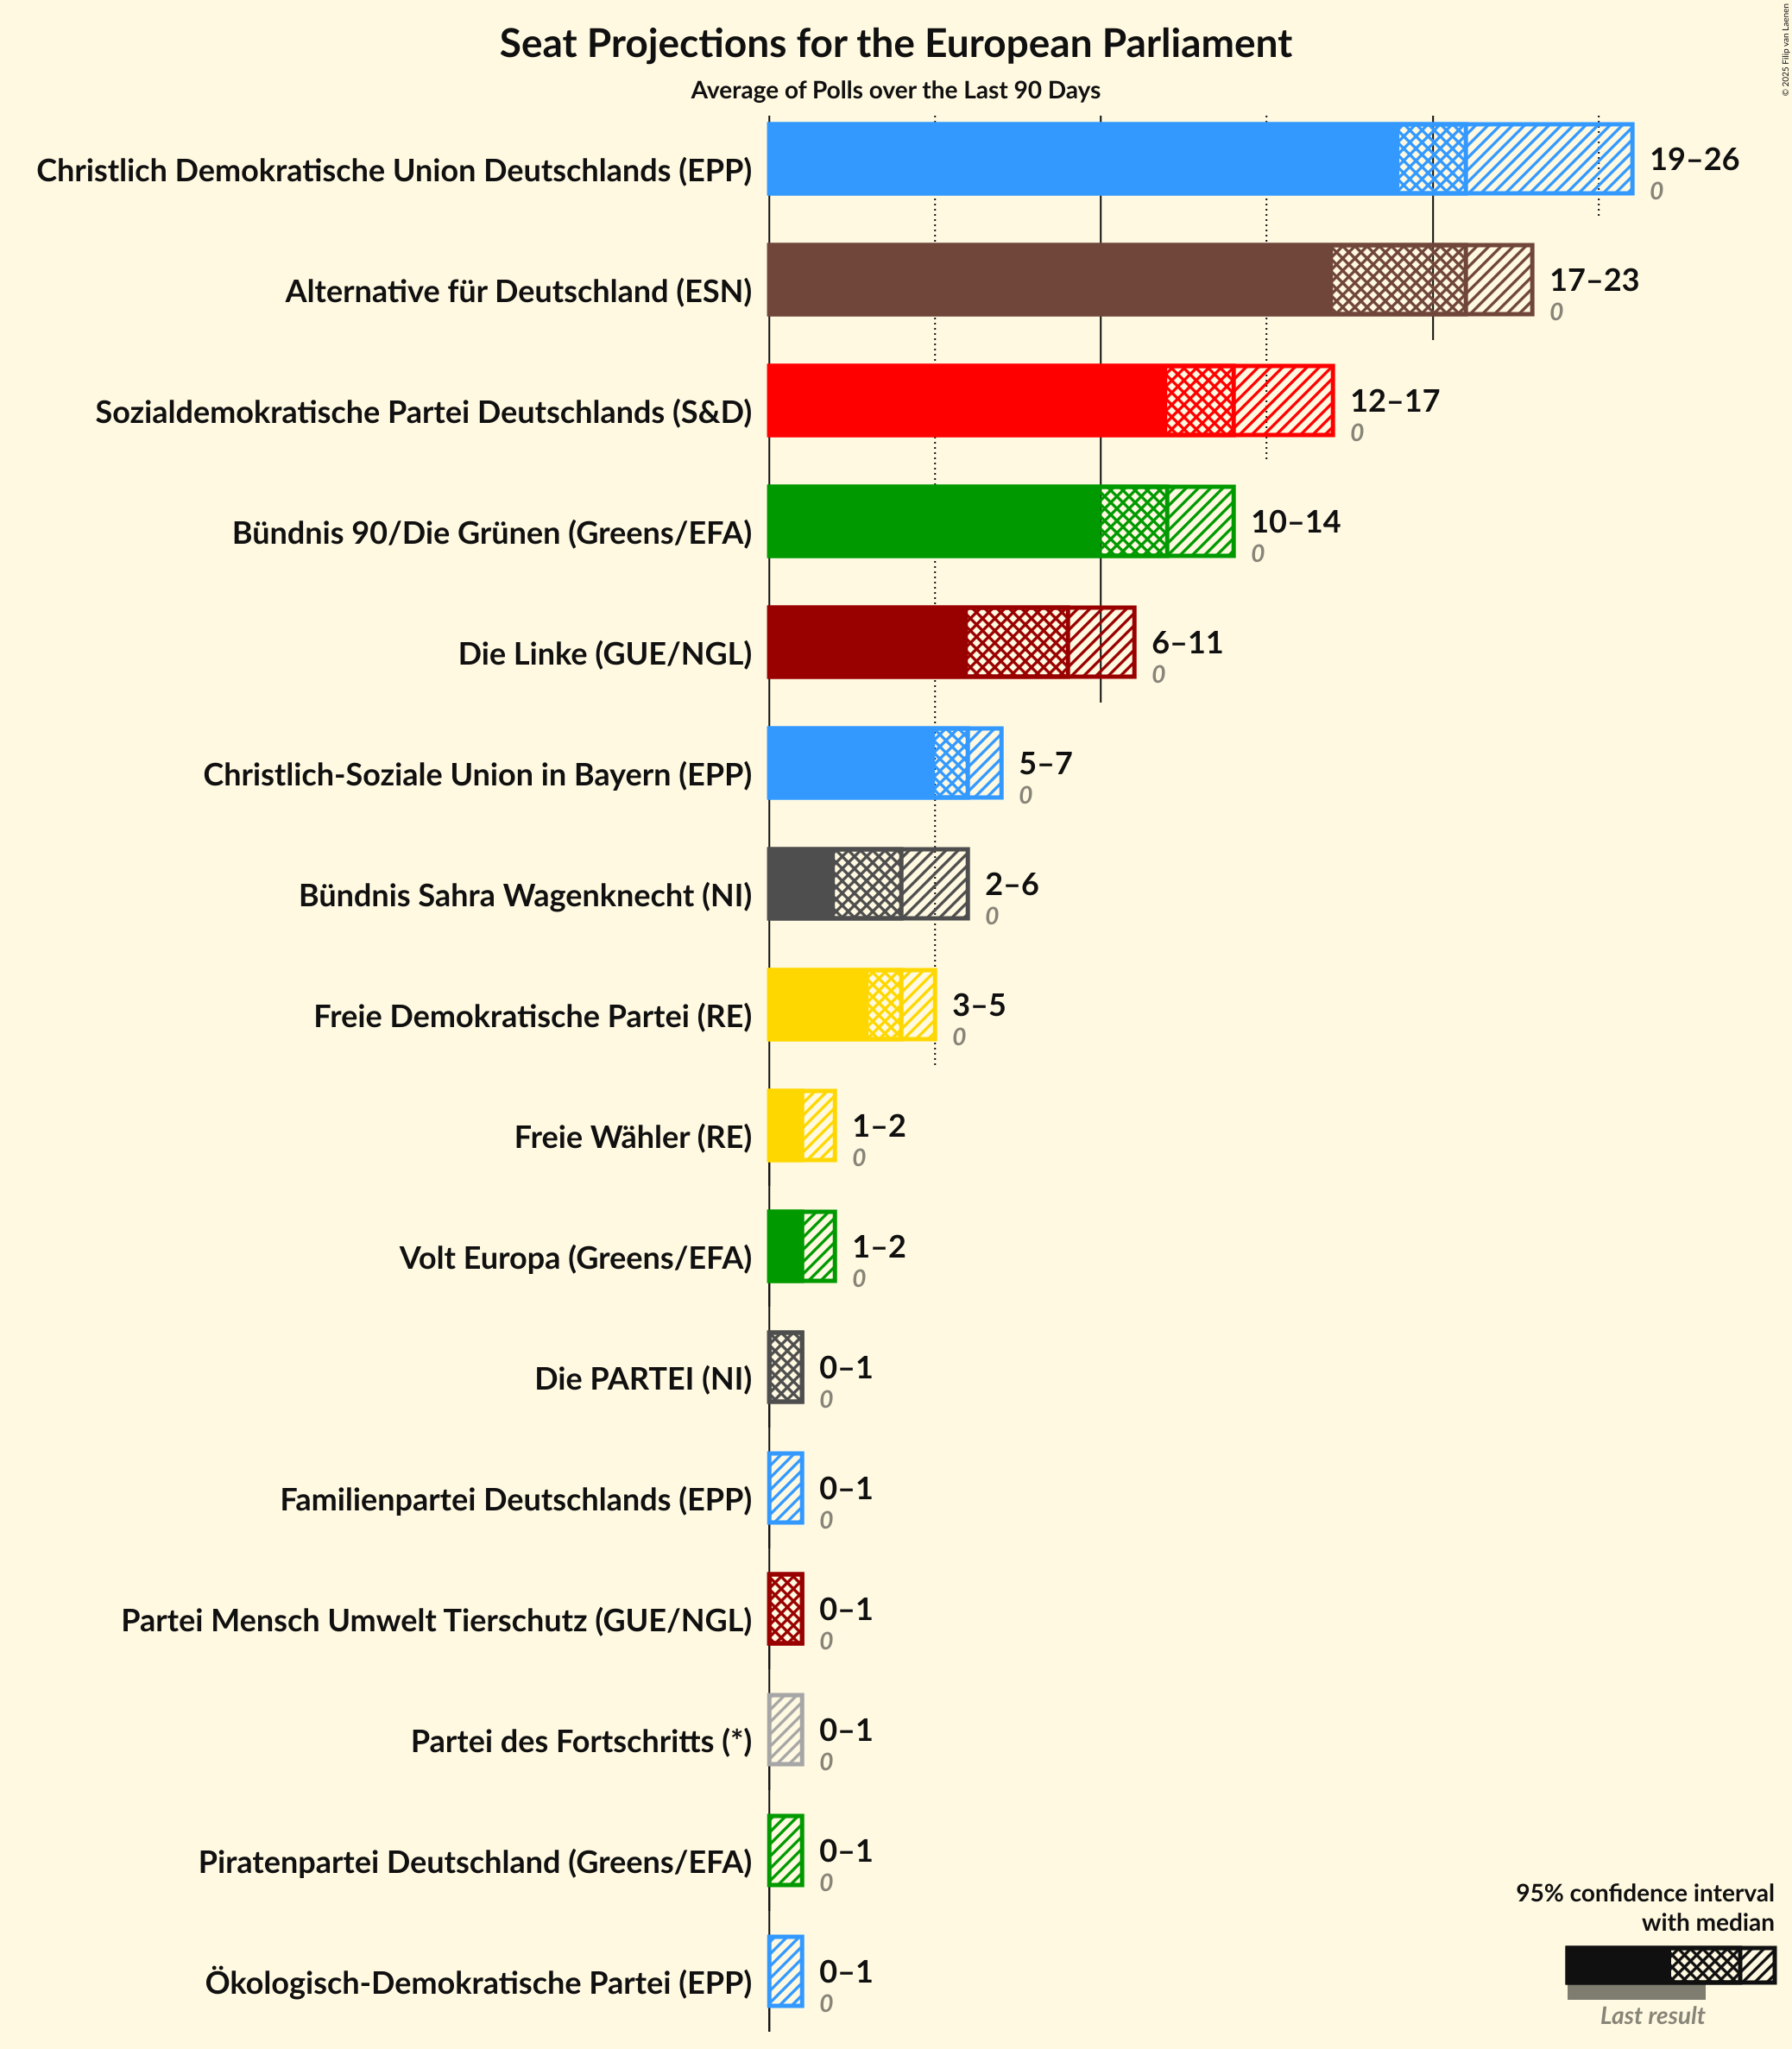 © 2025 Filip van Laenen
Seat Projections for the European Parliament
Average of Polls over the Last 90 Days
Christlich Demokratische Union Deutschlands (EPP)
19–26
0
Alternative für Deutschland (ESN)
17–23
0
Sozialdemokratische Partei Deutschlands (S&D)
12–17
0
Bündnis 90/Die Grünen (Greens/EFA)
10–14
0
Die Linke (GUE/NGL)
6–11
0
Christlich-Soziale Union in Bayern (EPP)
5–7
0
Bündnis Sahra Wagenknecht (NI)
2–6
0
Freie Demokratische Partei (RE)
3–5
0
Freie Wähler (RE)
1–2
0
Volt Europa (Greens/EFA)
1–2
0
Die PARTEI (NI)
0–1
0
Familienpartei Deutschlands (EPP)
0–1
0
Partei Mensch Umwelt Tierschutz (GUE/NGL)
0–1
0
Partei des Fortschritts (*)
0–1
0
Piratenpartei Deutschland (Greens/EFA)
0–1
0
Ökologisch-Demokratische Partei (EPP)
0–1
0
95% confidence interval
with median
Last result